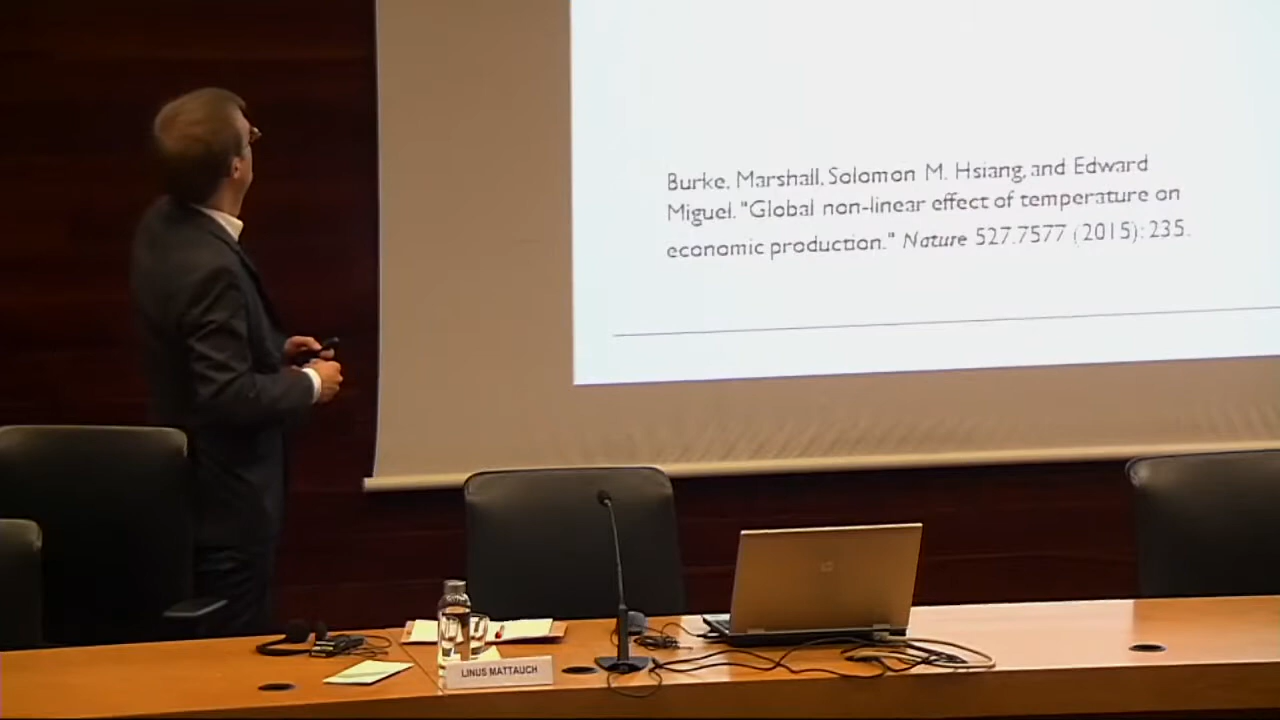 Burke, Marshall, Solomon M. Hsiang, and Edward
Miguel. "Global non-linear effect of temperature on
economic production." Nature 527.7577 (2015): 235.
LINUS MATTAUCH